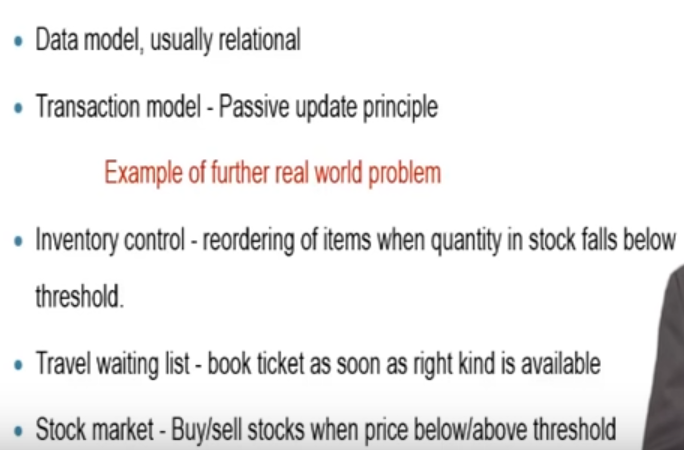 • Data model, usually relational
• Transaction model - Passive update principle
Example of further real world problem
• Inventory control - reordering of items when quantity in stock falls below
threshold.
• Travel waiting list - book ticket as soon as right kind is available
• Stock market - Buy/sell stocks when price below/above threshold